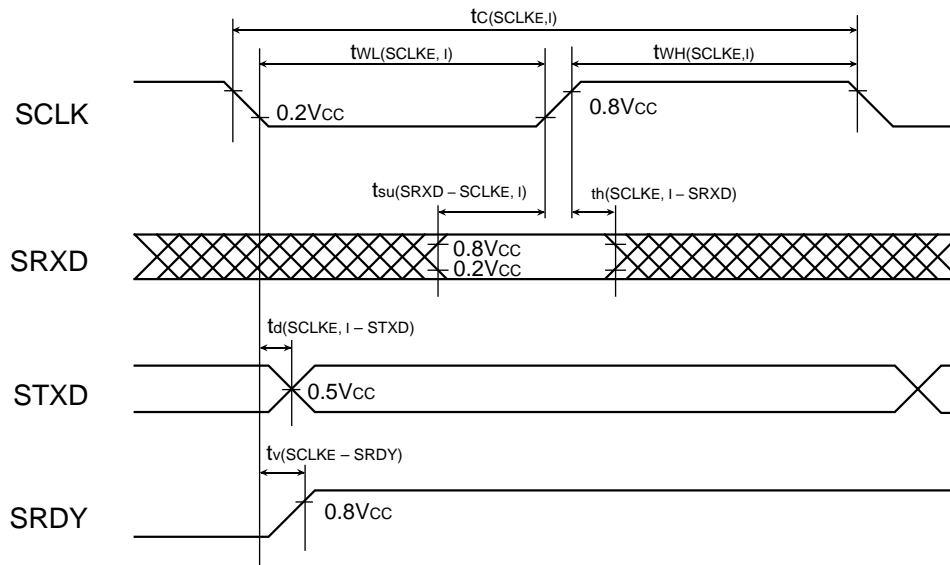 tC(SCLKE,I)
tWL(SCLKE, I)
tWH(SCLKE,I)
SCLK
0.2VCC
0.8VCC
tsu(SRXD – SCLKE, I)
th(SCLKE, I – SRXD)
SRXD
0.8VCC
0.2VCC
td(SCLKE, I – STXD)
STXD
0.5VCC
tv(SCLKE – SRDY)
SRDY
0.8VCC